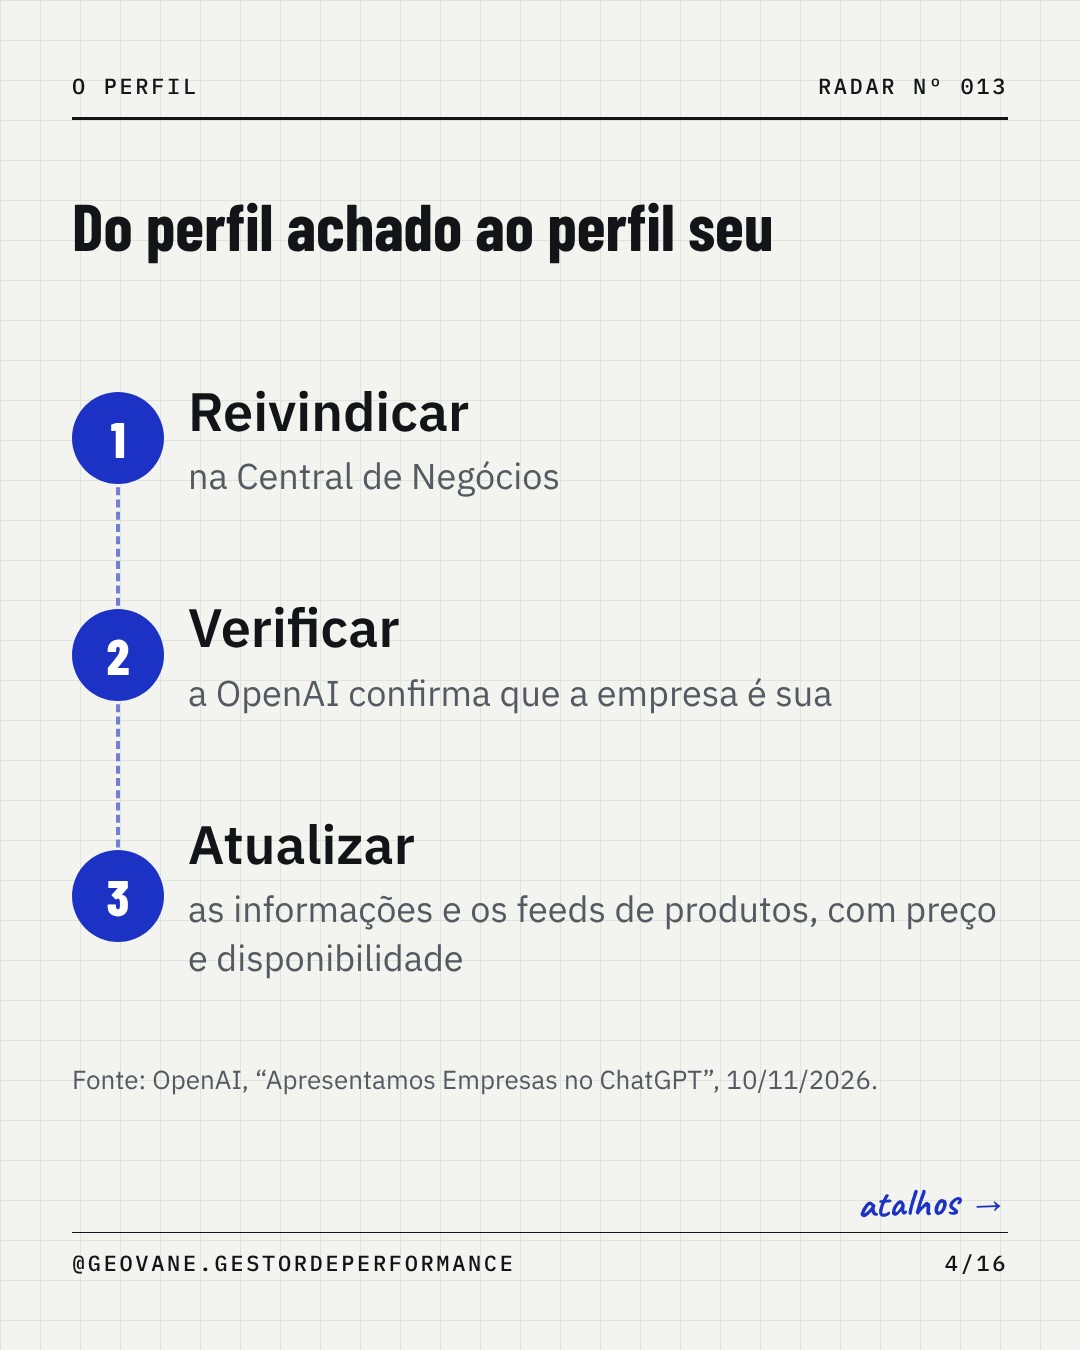 O PERFIL
RADAR Nº 013
Do perfil achado ao perfil seu
1
Reivindicar
na Central de Negócios
2
Verificar
a OpenAI confirma que a empresa é sua
3
Atualizar
as informações e os feeds de produtos, com preço
e disponibilidade
Fonte: OpenAI, “Apresentamos Empresas no ChatGPT”, 10/11/2026.
atalhos →
@GEOVANE.GESTORDEPERFORMANCE
4/16